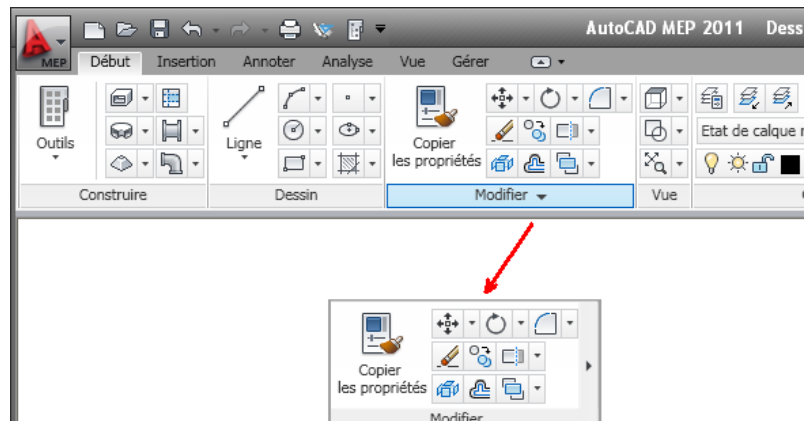 AutoCAD MEP 2011 Dess
MEP Début Insertion Annoter Analyse Vue Gérer
Outils
Ligne
Copier
les propriétés
Etat de calque
Construire Dessin Modifier Vue
Copier
les propriétés
Modifier